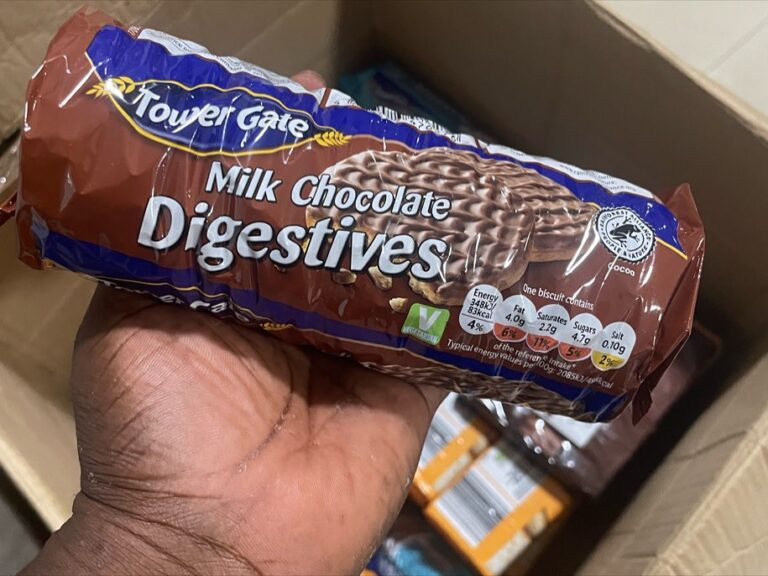 Tower Gate
Milk Chocolate
Digestives
COCOA
VEGETARIAN
One biscuit contains
Energy
348kJ
83kcal
4%
Fat
4.0g
6%
Saturates
2.2g
11%
Sugars
4.7g
5%
Salt
0.10g
2%
of the reference intake*
Typical energy values per 100g: 2085kJ/